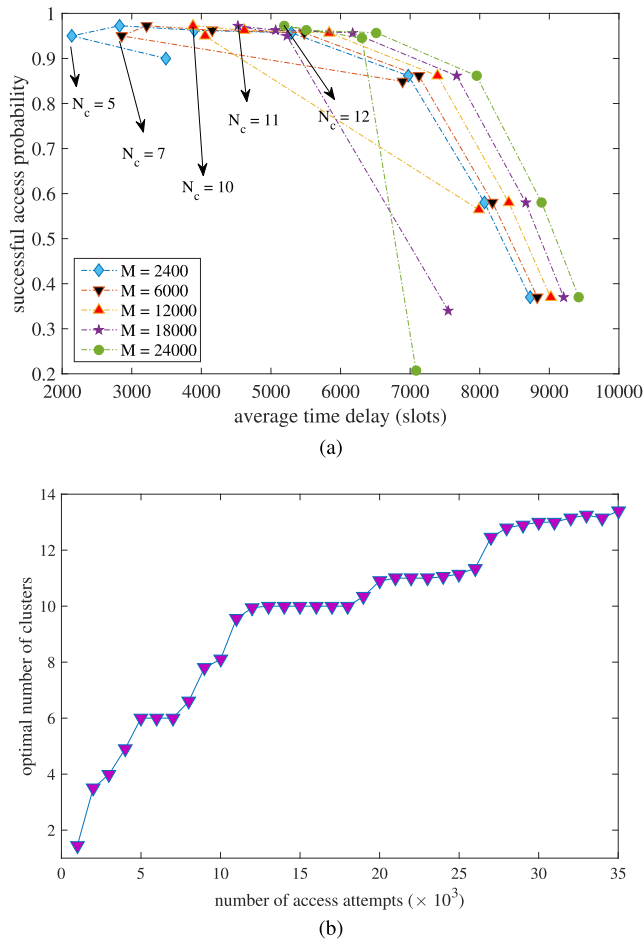 1
0.9
0.8
0.7
0.6
0.5
0.4
0.3
0.2
successful access probability
N_c = 5
N_c = 7
N_c = 10
N_c = 11
N_c = 12
M = 2400
M = 6000
M = 12000
M = 18000
M = 24000
2000 3000 4000 5000 6000 7000 8000 9000 10000
average time delay (slots)
(a)
14
12
10
8
6
4
2
optimal number of clusters
0 5 10 15 20 25 30 35
number of access attempts (× 10³)
(b)